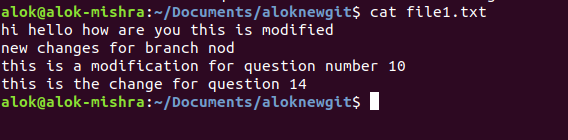 alok@alok-mishra:~/Documents/aloknewgit$ cat file1.txt
hi hello how are you this is modified
new changes for branch nod
this is a modification for question number 10
this is the change for question 14
alok@alok-mishra:~/Documents/aloknewgit$